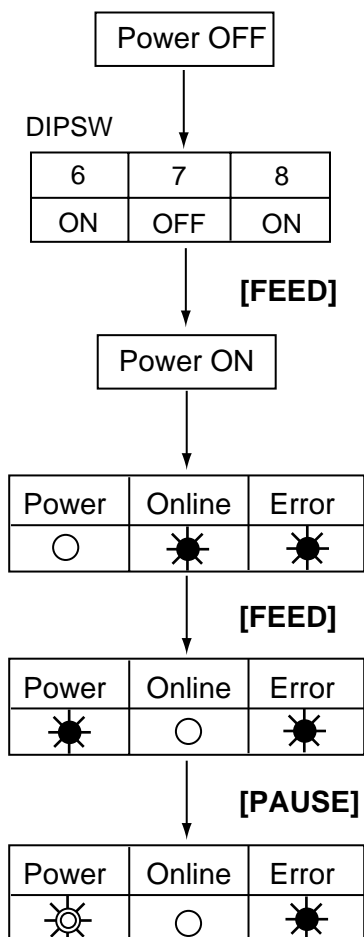 Power OFF
DIPSW
6 7 8
ON OFF ON
[FEED]
Power ON
Power Online Error
[FEED]
Power Online Error
[PAUSE]
Power Online Error